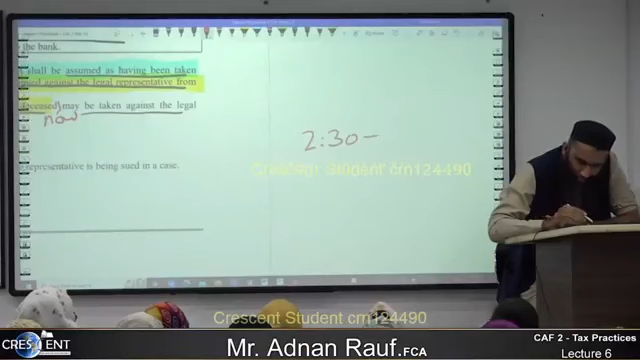 the bank.
shall be assumed as having been taken
against the legal representative from
deceased) may be taken against the legal
now
representative is being sued in a case.
2:30-
Crescent Student crn124490
Crescent Student crn124490
CRESCENT
Mr. Adnan Rauf.FCA
CAF 2 - Tax Practices
Lecture 6